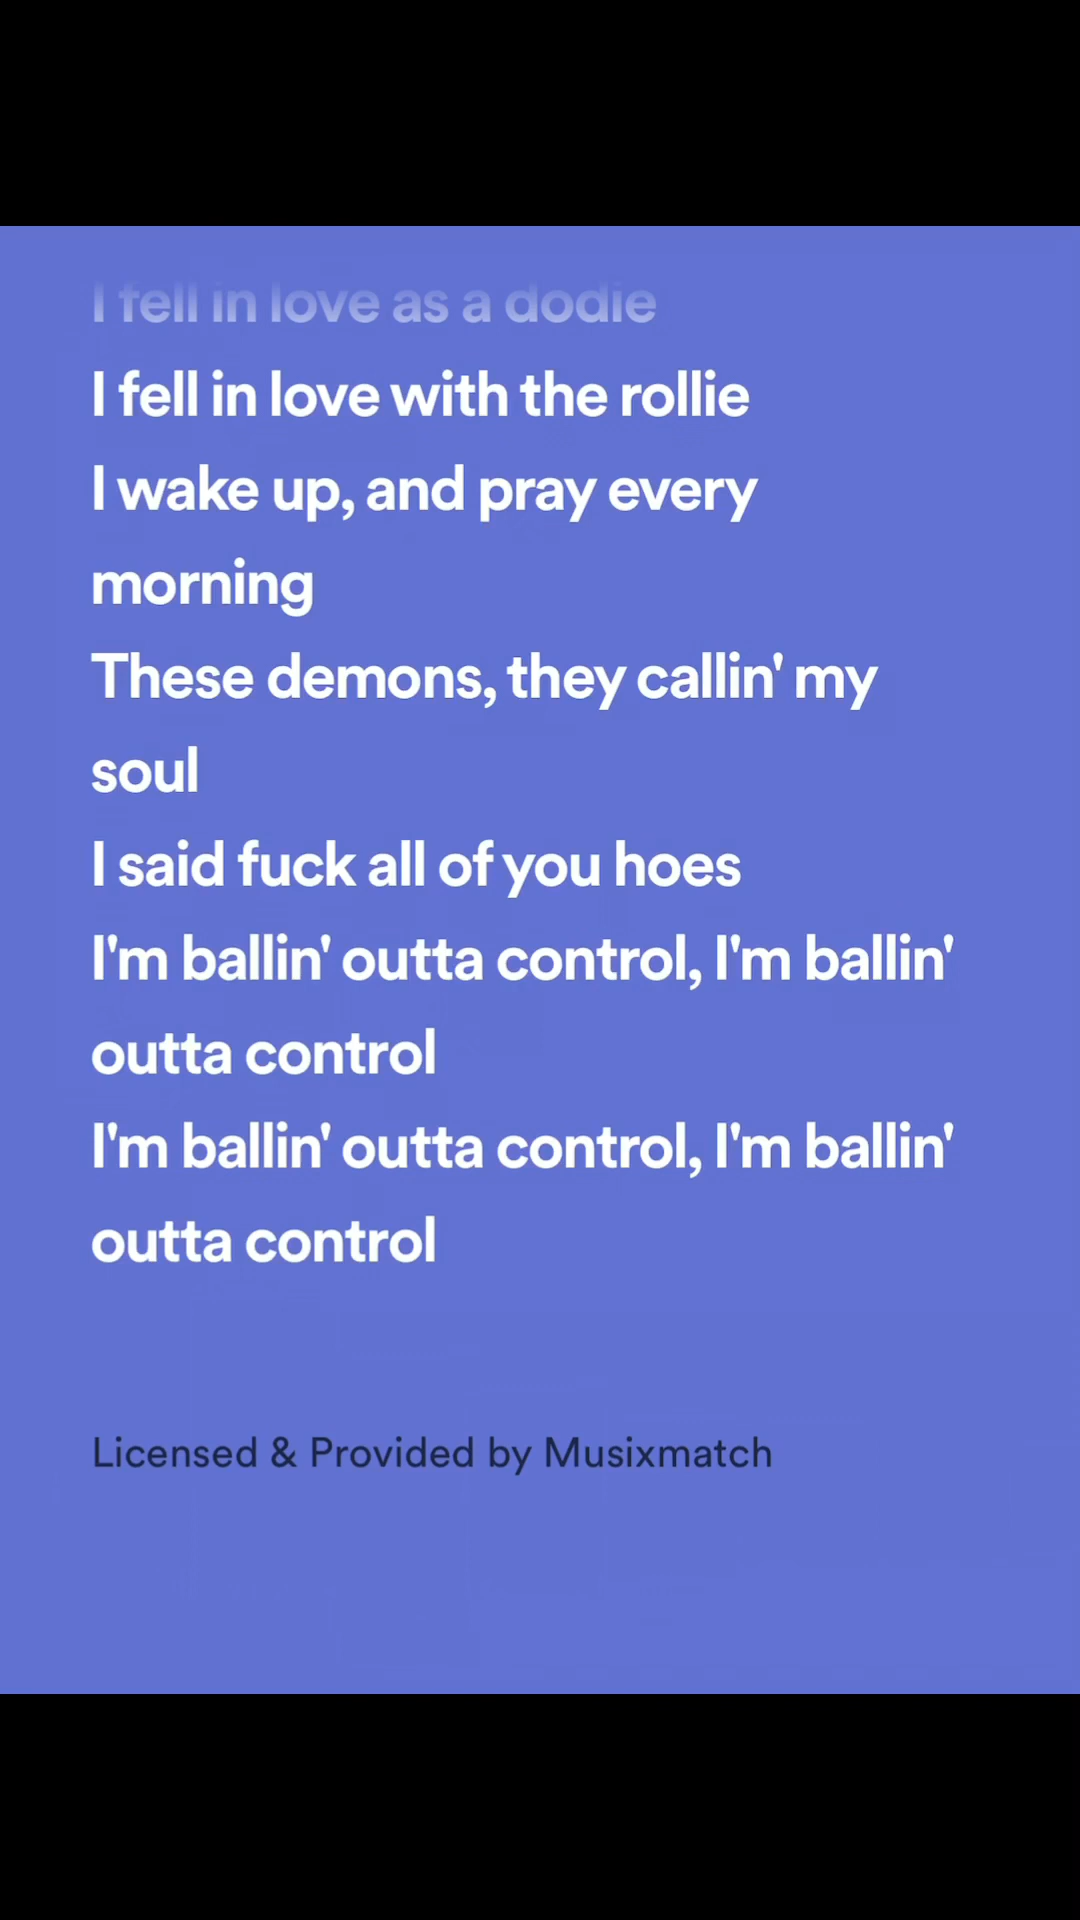 I fell in love as a dodie
I fell in love with the rollie
I wake up, and pray every
morning
These demons, they callin' my
soul
I said fuck all of you hoes
I'm ballin' outta control, I'm ballin'
outta control
I'm ballin' outta control, I'm ballin'
outta control
Licensed & Provided by Musixmatch